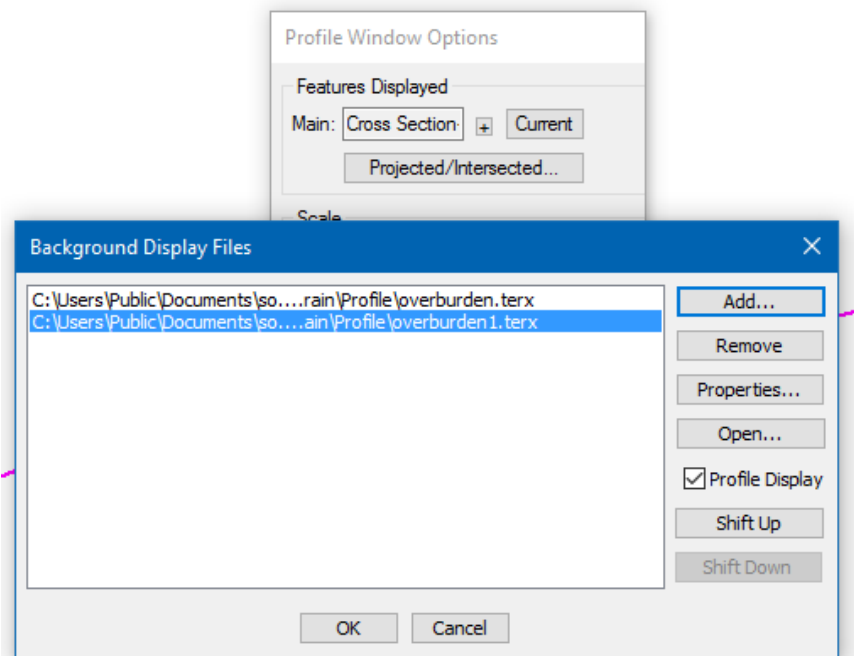 Profile Window Options
Features Displayed
Main: Cross Section- + Current
Projected/Intersected...
Scale
Background Display Files
C:\Users\Public\Documents\so....rain\Profile\overburden.terx
C:\Users\Public\Documents\so....ain\Profile\overburden1.terx
Add...
Remove
Properties...
Open...
Profile Display
Shift Up
Shift Down
OK Cancel